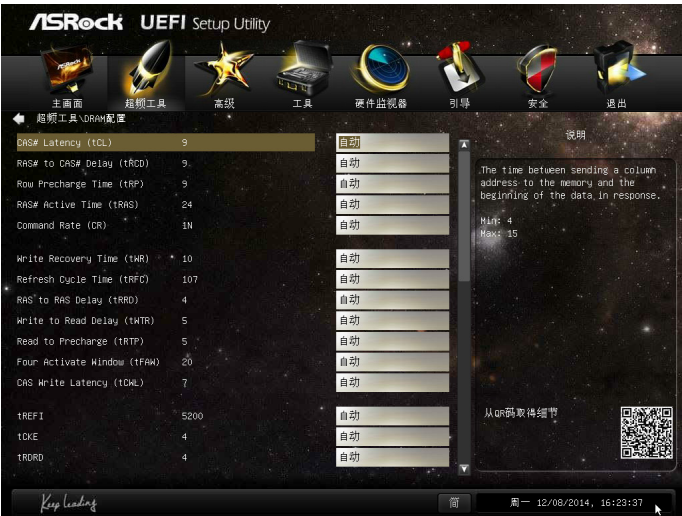 ASRock UEFI Setup Utility
主画面 超频工具 高级 工具 硬件监视器 引导 安全 退出
超频工具\DRAM配置
说明
CAS# Latency (tCL) 9 自动
RAS# to CAS# Delay (tRCD) 9 自动
Row Precharge Time (tRP) 9 自动
RAS# Active Time (tRAS) 24 自动
Command Rate (CR) 1N 自动
Write Recovery Time (tWR) 10 自动
Refresh Cycle Time (tRFC) 107 自动
RAS to RAS Delay (tRRD) 4 自动
Write to Read Delay (tWTR) 5 自动
Read to Precharge (tRTP) 5 自动
Four Activate Window (tFAW) 20 自动
CAS Write Latency (tCWL) 7 自动
tREFI 5200 自动
tCKE 4 自动
tRDRD 4 自动
The time between sending a column
address to the memory and the
beginning of the data in response.
Min: 4
Max: 15
从QR码取得细节
Keep Leading
简
周一 12/08/2014, 16:23:37